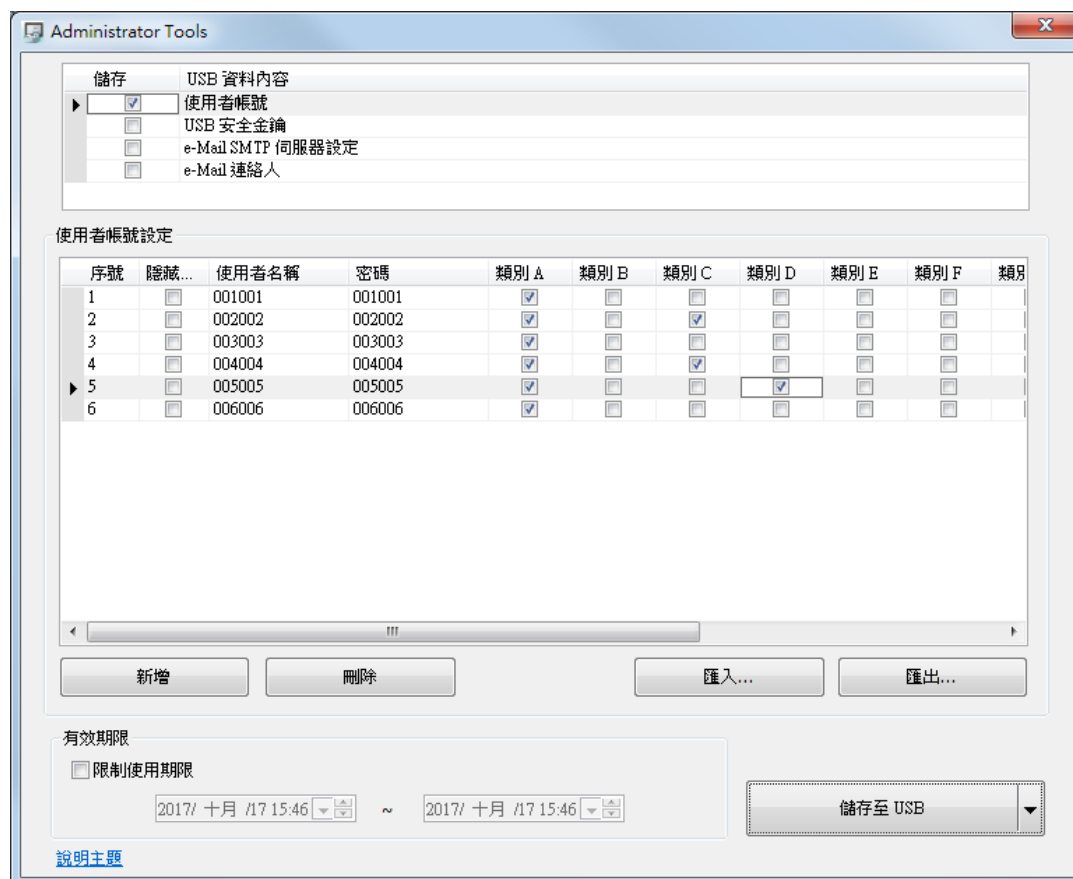 Administrator Tools
儲存 USB 資料內容
使用者帳號
USB 安全金鑰
e-Mail SMTP 伺服器設定
e-Mail 連絡人
使用者帳號設定
序號 隱藏... 使用者名稱 密碼 類別 A 類別 B 類別 C 類別 D 類別 E 類別 F
1 001001 001001
2 002002 002002
3 003003 003003
4 004004 004004
5 005005 005005
6 006006 006006
新增 刪除 匯入... 匯出...
有效期限
限制使用期限
2017/ 十月 /17 15:46 ~ 2017/ 十月 /17 15:46
儲存至 USB
說明主題